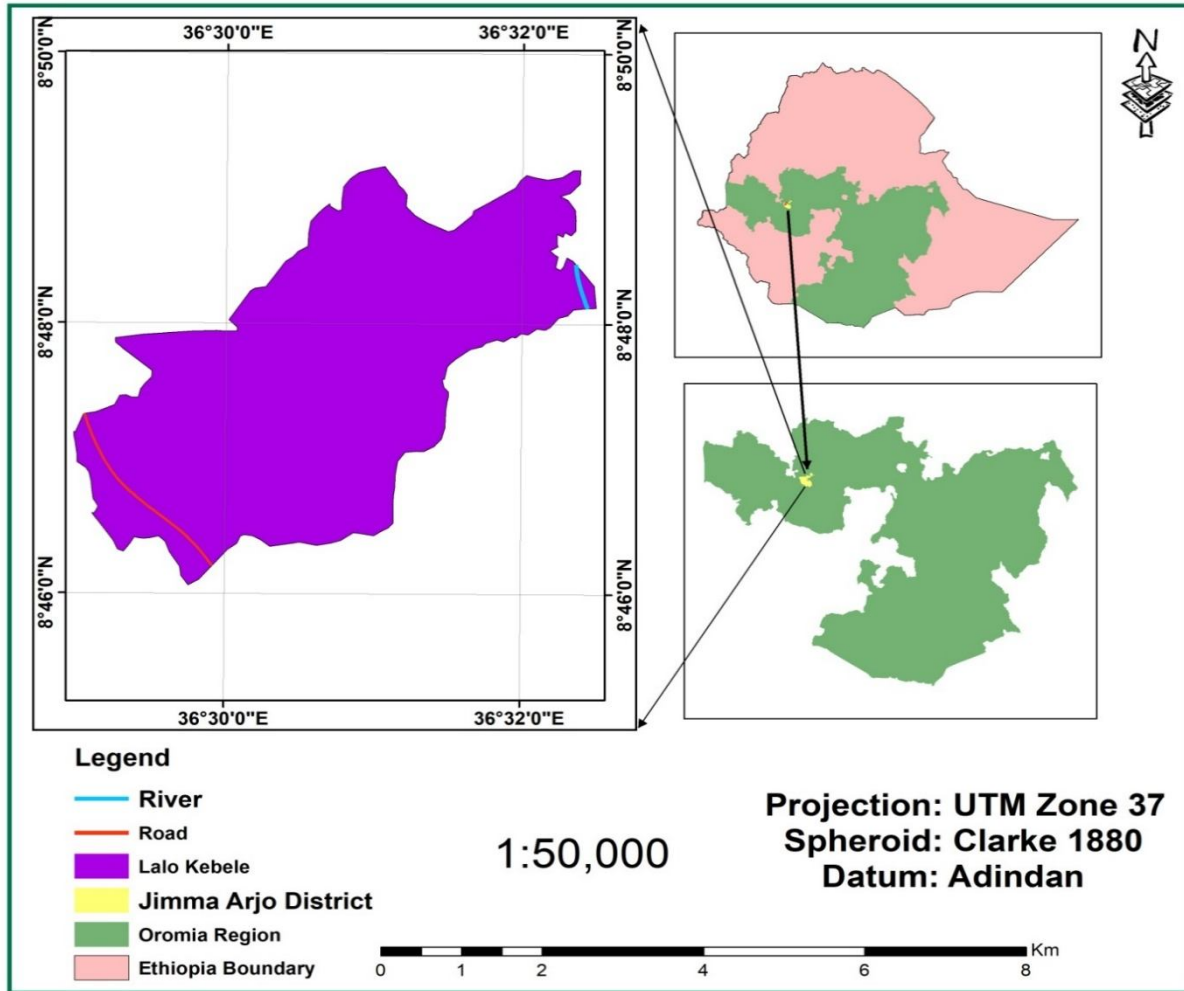 36°30'0"E 36°32'0"E
8°50'0"N 8°50'0"N
8°48'0"N 8°48'0"N
8°46'0"N 8°46'0"N
36°30'0"E 36°32'0"E
N
Legend
River
Road
Lalo Kebele
Jimma Arjo District
Oromia Region
Ethiopia Boundary
1:50,000
Projection: UTM Zone 37
Spheroid: Clarke 1880
Datum: Adindan
Km
0 1 2 4 6 8